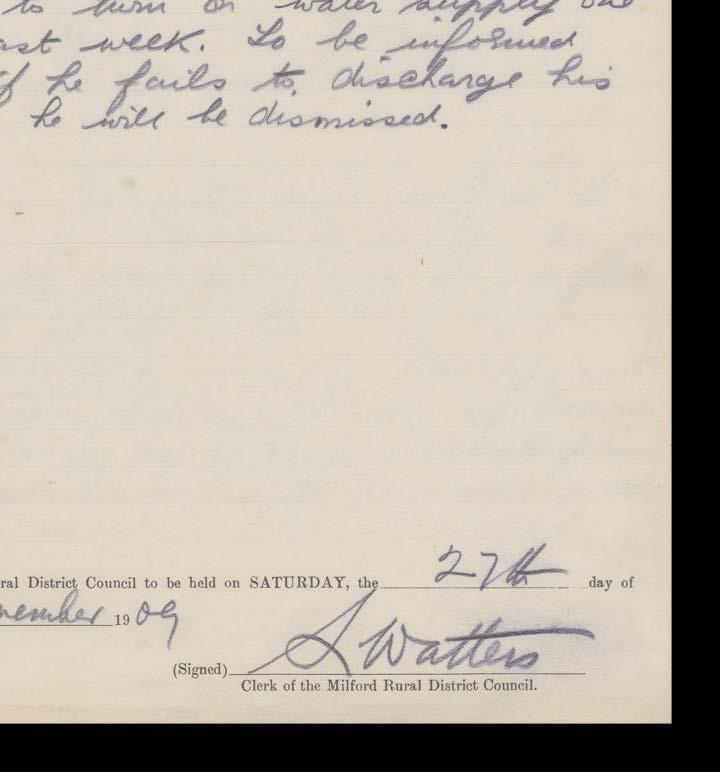 to turn on water supply one
ast week. To be informed
if he fails to discharge his
he will be dismissed.
ral District Council to be held on SATURDAY, the 27th day of
vember 1909
(Signed) S Watters
Clerk of the Milford Rural District Council.